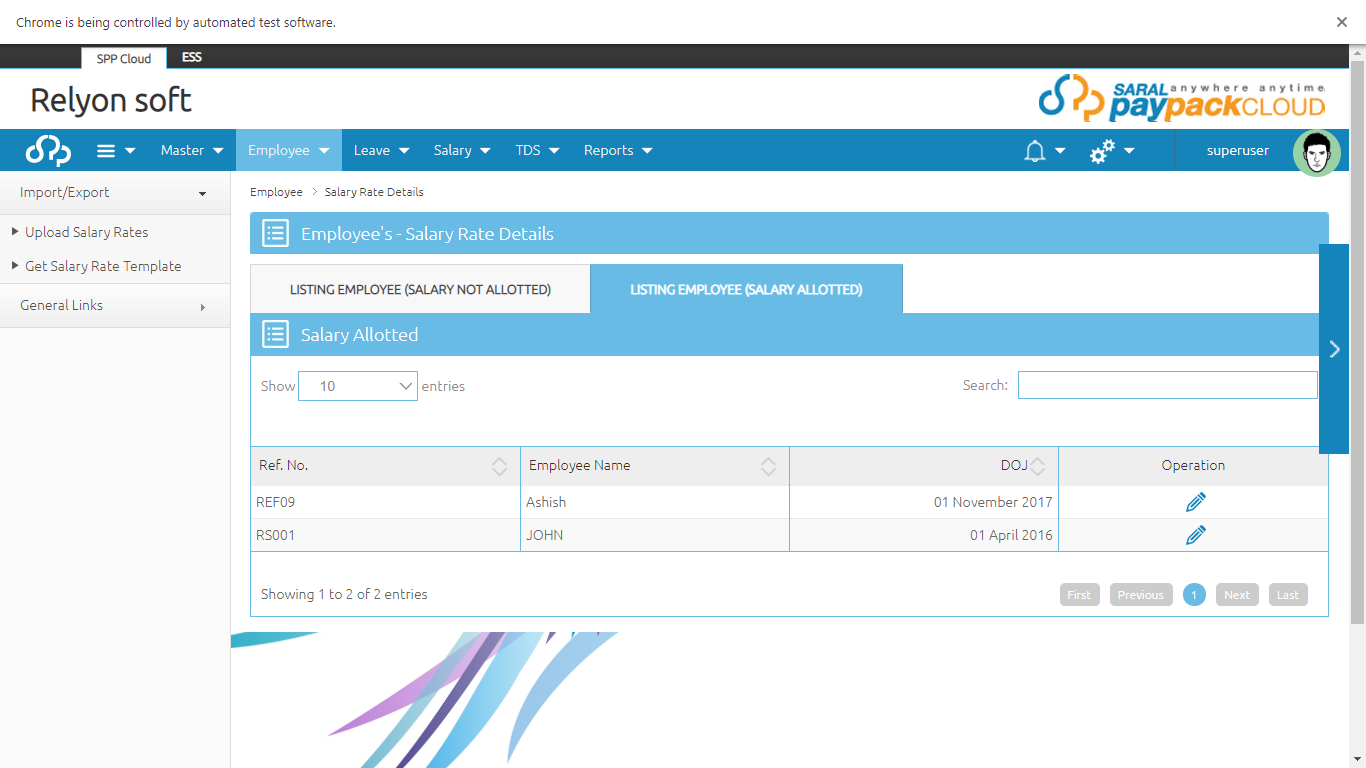 Chrome is being controlled by automated test software.
SPP Cloud ESS
Relyon soft
SARAL anywhere anytime
paypackCLOUD
Master Employee Leave Salary TDS Reports superuser
Import/Export
Upload Salary Rates
Get Salary Rate Template
General Links
Employee > Salary Rate Details
Employee's - Salary Rate Details
LISTING EMPLOYEE (SALARY NOT ALLOTTED) LISTING EMPLOYEE (SALARY ALLOTTED)
Salary Allotted
Show 10 entries Search:
Ref. No. Employee Name DOJ Operation
REF09 Ashish 01 November 2017
RS001 JOHN 01 April 2016
Showing 1 to 2 of 2 entries First Previous 1 Next Last